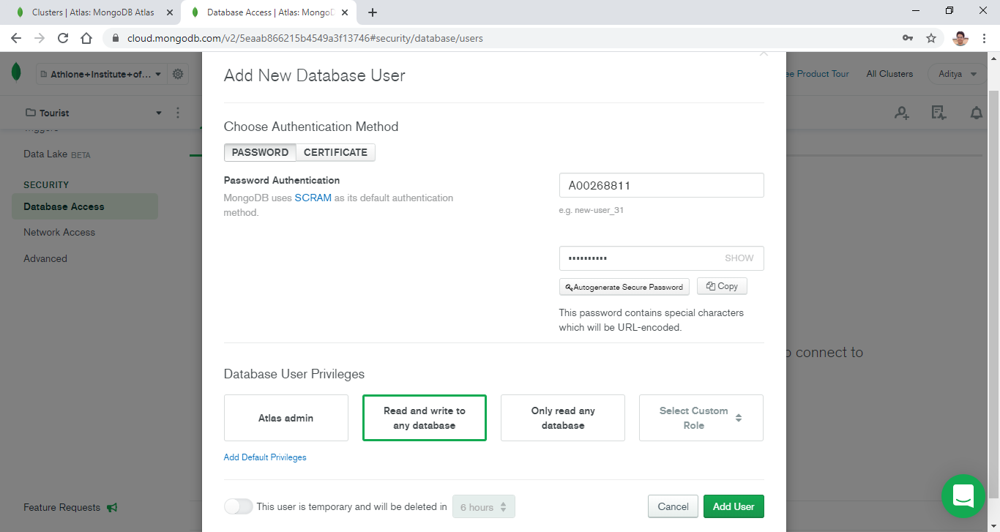 Clusters | Atlas: MongoDB Atlas
Database Access | Atlas: MongoD
cloud.mongodb.com/v2/5eaab866215b4549a3f13746#security/database/users
Athlone+Institute+of...
ee Product Tour
All Clusters
Aditya
Tourist
Triggers
Data Lake BETA
SECURITY
Database Access
Network Access
Advanced
Feature Requests
Add New Database User
Choose Authentication Method
PASSWORD CERTIFICATE
Password Authentication
MongoDB uses SCRAM as its default authentication
method.
A00268811
e.g. new-user_31
•••••••••• SHOW
Autogenerate Secure Password Copy
This password contains special characters
which will be URL-encoded.
o connect to
Database User Privileges
Atlas admin
Read and write to
any database
Only read any
database
Select Custom
Role
Add Default Privileges
This user is temporary and will be deleted in 6 hours
Cancel Add User